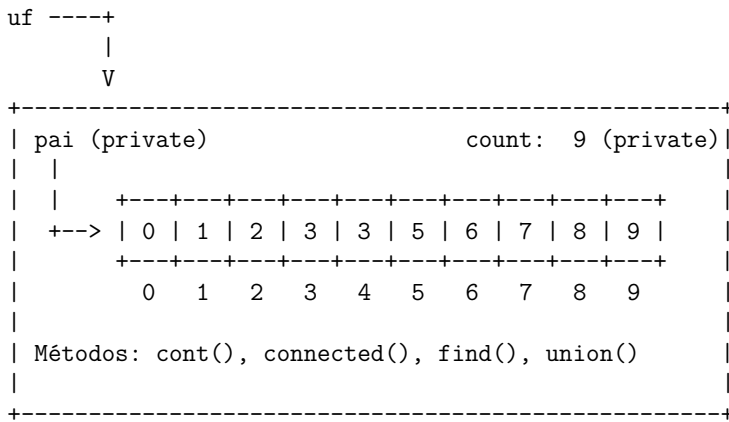 uf ----+
       |
       V
+----------------------------------------------------+
| pai (private)                   count:  9 (private)|
|  |                                                 |
|  |    +---+---+---+---+---+---+---+---+---+---+    |
|  +--> | 0 | 1 | 2 | 3 | 3 | 5 | 6 | 7 | 8 | 9 |    |
|       +---+---+---+---+---+---+---+---+---+---+    |
|         0   1   2   3   4   5   6   7   8   9      |
|                                                    |
| Métodos: cont(), connected(), find(), union()      |
|                                                    |
+----------------------------------------------------+